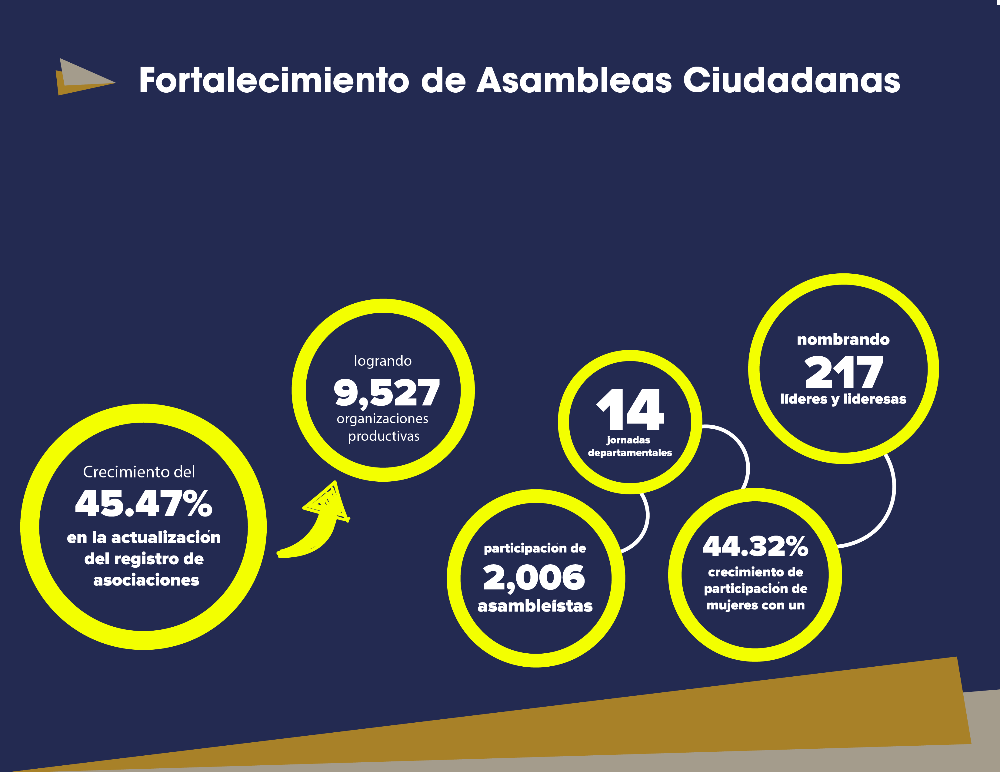 Fortalecimiento de Asambleas Ciudadanas
Crecimiento del
45.47%
en la actualización
del registro de
asociaciones
logrando
9,527
organizaciones
productivas
participación de
2,006
asambleístas
14
jornadas
departamentales
44.32%
crecimiento de
participación de
mujeres con un
nombrando
217
líderes y lideresas